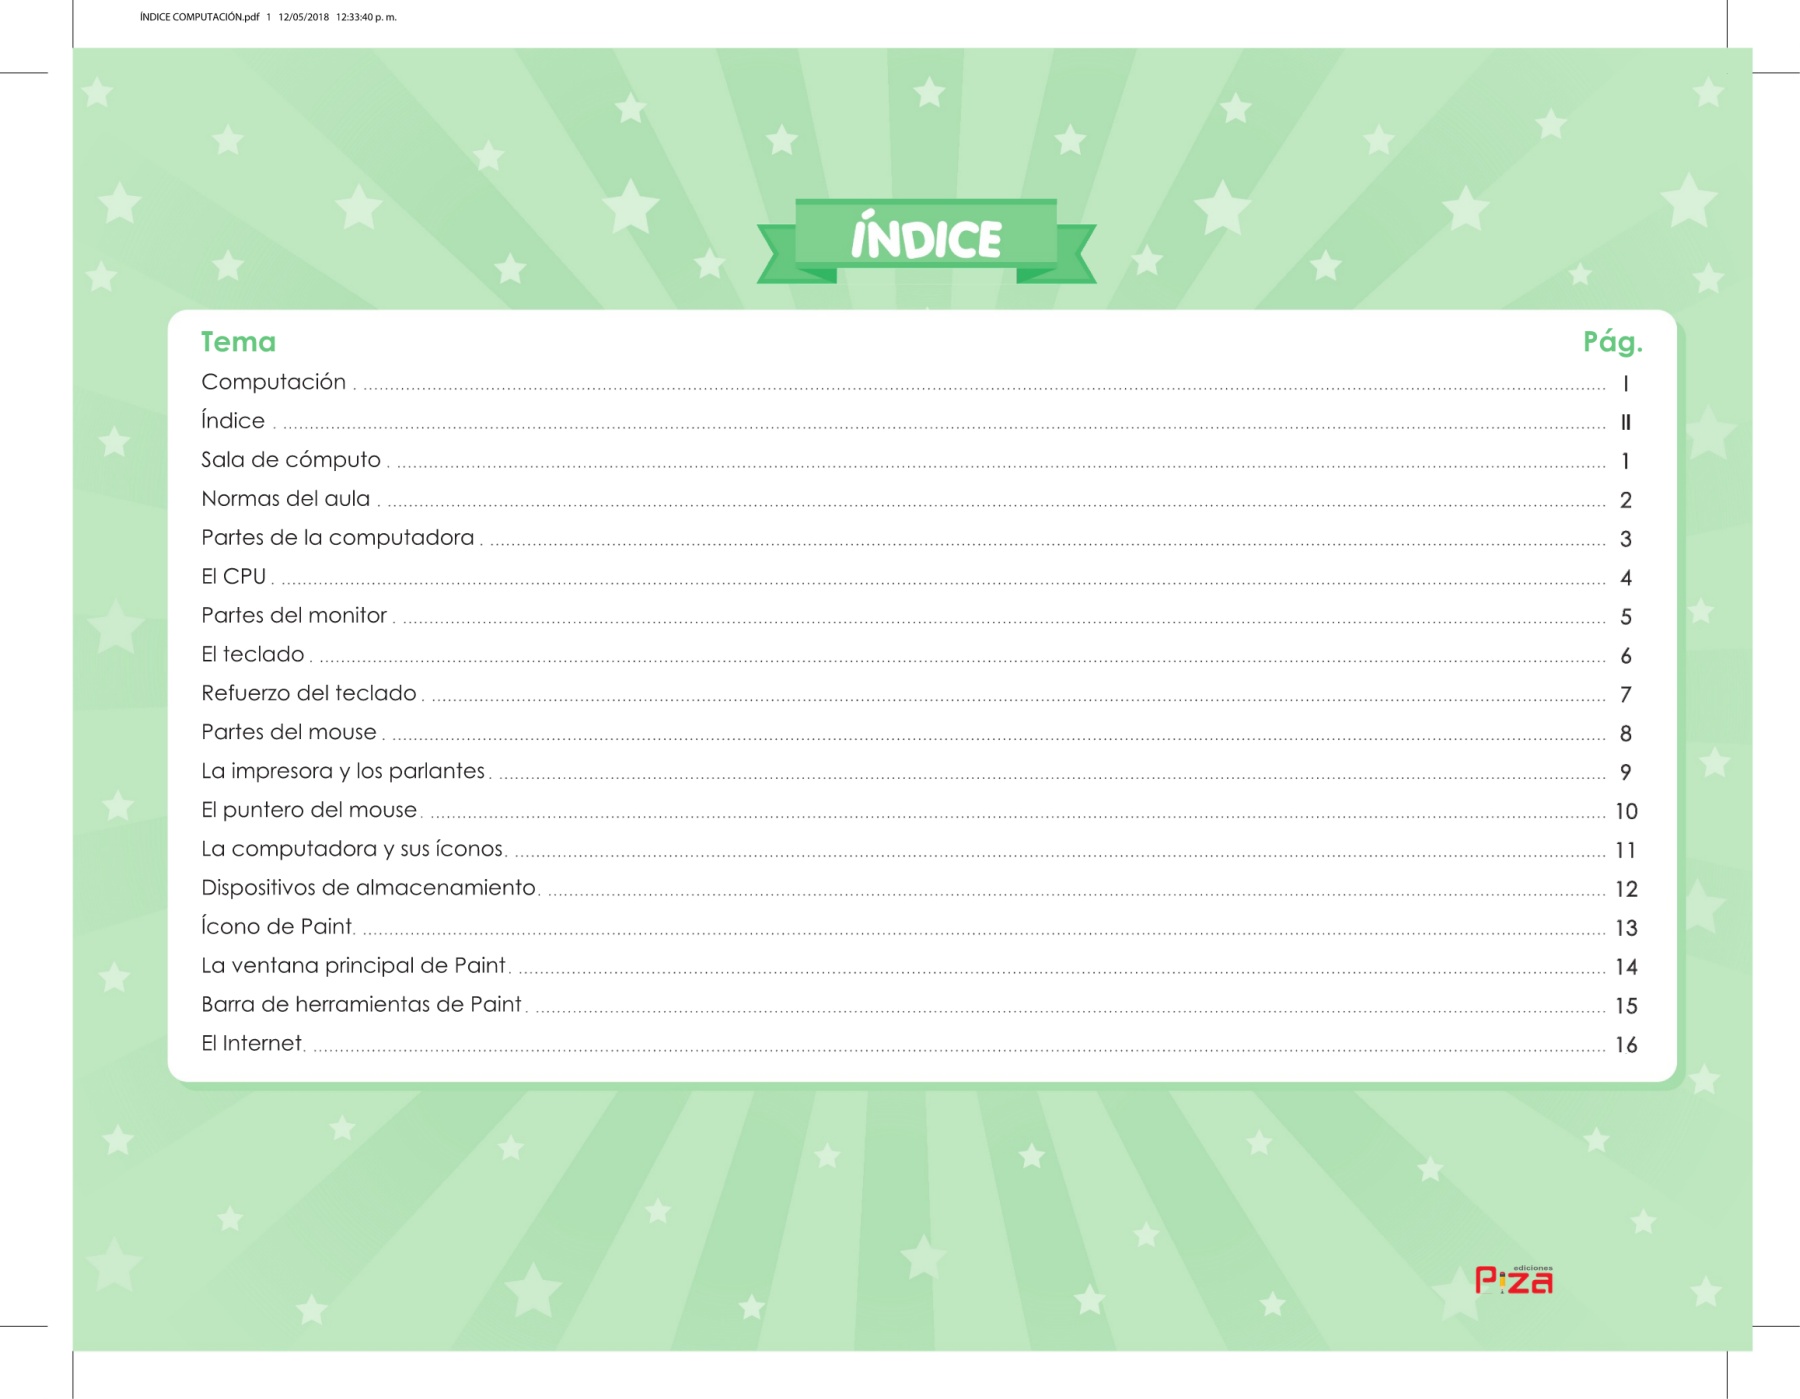 ÍNDICE COMPUTACIÓN.pdf 1 12/05/2018 12:33:40 p. m.
ÍNDICE
Tema Pág.
Computación . ........ I
Índice . ........ II
Sala de cómputo . ........ 1
Normas del aula . ........ 2
Partes de la computadora . ........ 3
El CPU . ........ 4
Partes del monitor . ........ 5
El teclado . ........ 6
Refuerzo del teclado . ........ 7
Partes del mouse . ........ 8
La impresora y los parlantes . ........ 9
El puntero del mouse . ........ 10
La computadora y sus íconos . ........ 11
Dispositivos de almacenamiento . ........ 12
Ícono de Paint . ........ 13
La ventana principal de Paint . ........ 14
Barra de herramientas de Paint . ........ 15
El Internet . ........ 16
ediciones
Piza